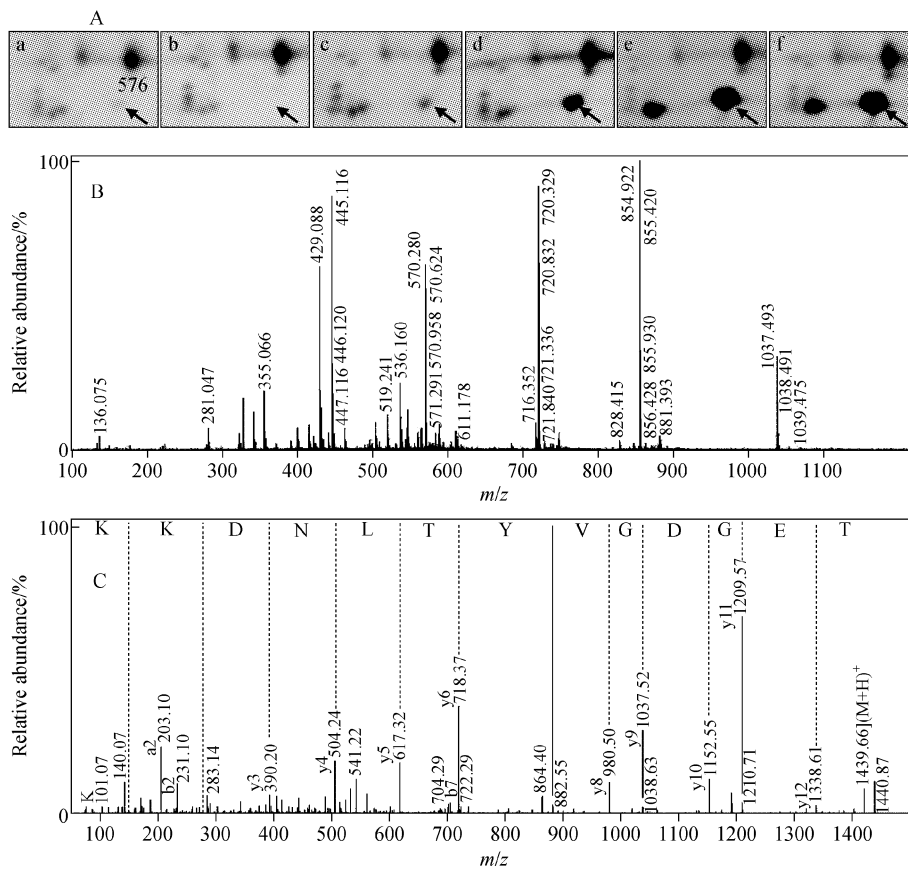 A
a b c d e f
576
B
Relative abundance/%
100
0
136.075
281.047
355.066
429.088
445.116
447.116 446.120
519.241
536.160
570.280
570.624
571.291 570.958
611.178
716.352
720.329
720.832
721.840 721.336
828.415
854.922
855.420
856.428 855.930
881.393
1037.493
1038.491
1039.475
100 200 300 400 500 600 700 800 900 1000 1100
m/z
C
Relative abundance/%
100
0
K K D N L T Y V G D G E T
K
101.07
140.07
a2 203.10
b2 231.10
283.14
y3 390.20
y4 504.24
541.22
y5 617.32
704.29
b7
y6 718.37
722.29
864.40
882.55
y8 980.50
y9 1037.52
1038.63
y10 1152.55
y11 1209.57
1210.71
y12 1338.61
1439.66](M+H)+
1440.87
100 200 300 400 500 600 700 800 900 1000 1100 1200 1300 1400
m/z